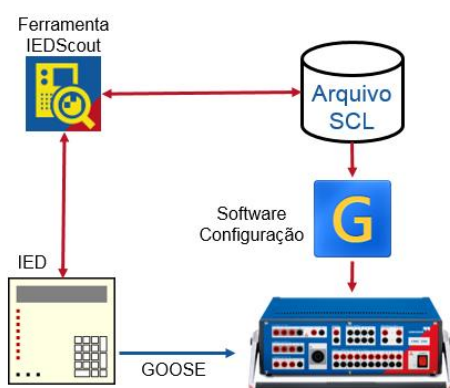 Ferramenta
IEDScout
Arquivo
SCL
Software
Configuração
G
IED
GOOSE